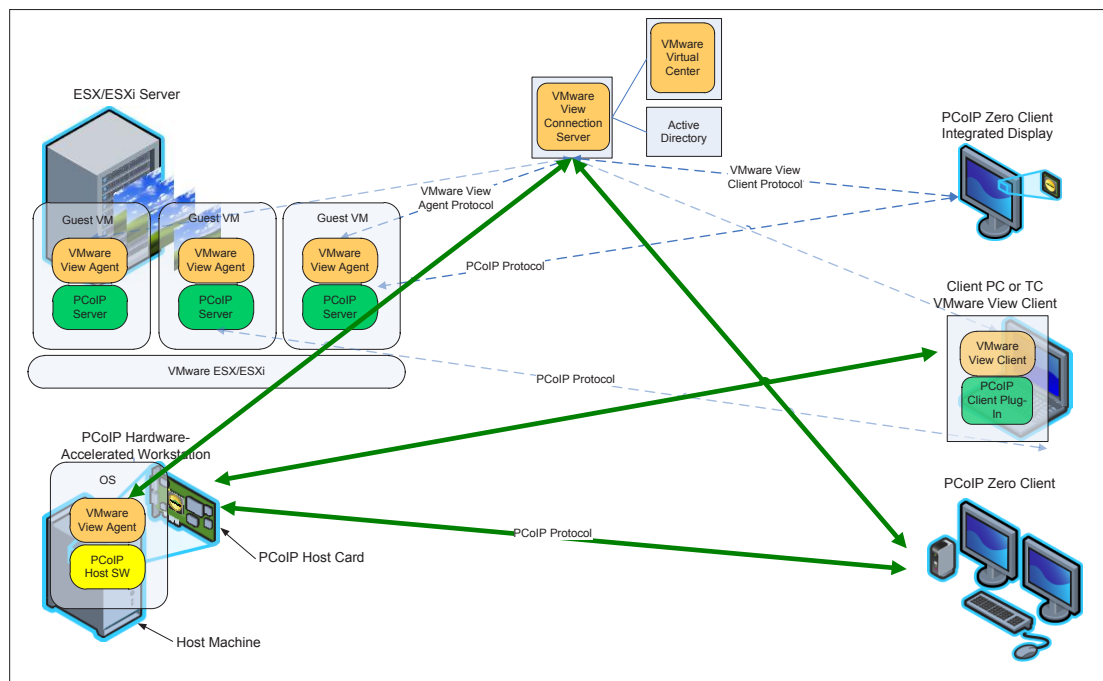 VMware
Virtual
Center
ESX/ESXi Server
VMware
View
Connection
Server
Active
Directory
PCoIP Zero Client
Integrated Display
VMware View
Client Protocol
VMware View
Agent Protocol
Guest VM
Guest VM
Guest VM
VMware
View Agent
VMware
View Agent
VMware
View Agent
PCoIP Protocol
PCoIP
Server
PCoIP
Server
PCoIP
Server
Client PC or TC
VMware View Client
VMware
View Client
VMware ESX/ESXi
PCoIP Protocol
PCoIP
Client Plug-
In
PCoIP Hardware-
Accelerated Workstation
OS
VMware
View Agent
PCoIP Zero Client
PCoIP Protocol
PCoIP
Host SW
PCoIP Host Card
Host Machine